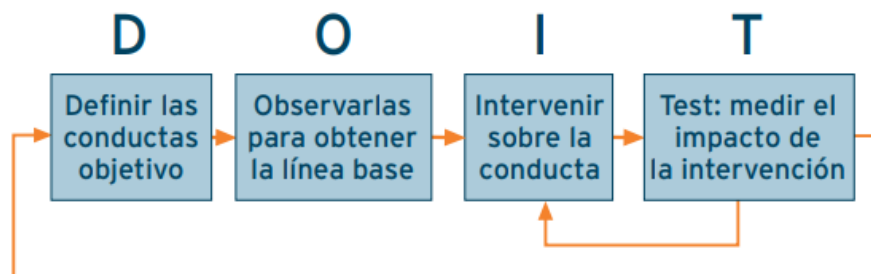 D O I T
Definir las
conductas
objetivo
Observarlas
para obtener
la línea base
Intervenir
sobre la
conducta
Test: medir el
impacto de
la intervención